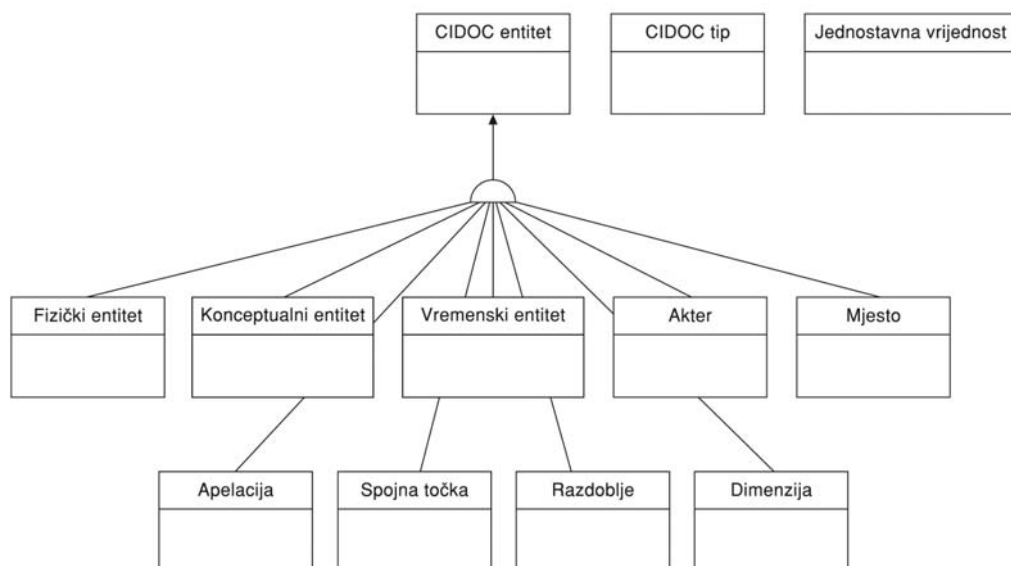 CIDOC entitet
CIDOC tip
Jednostavna vrijednost
Fizički entitet
Konceptualni entitet
Vremenski entitet
Akter
Mjesto
Apelacija
Spojna točka
Razdoblje
Dimenzija